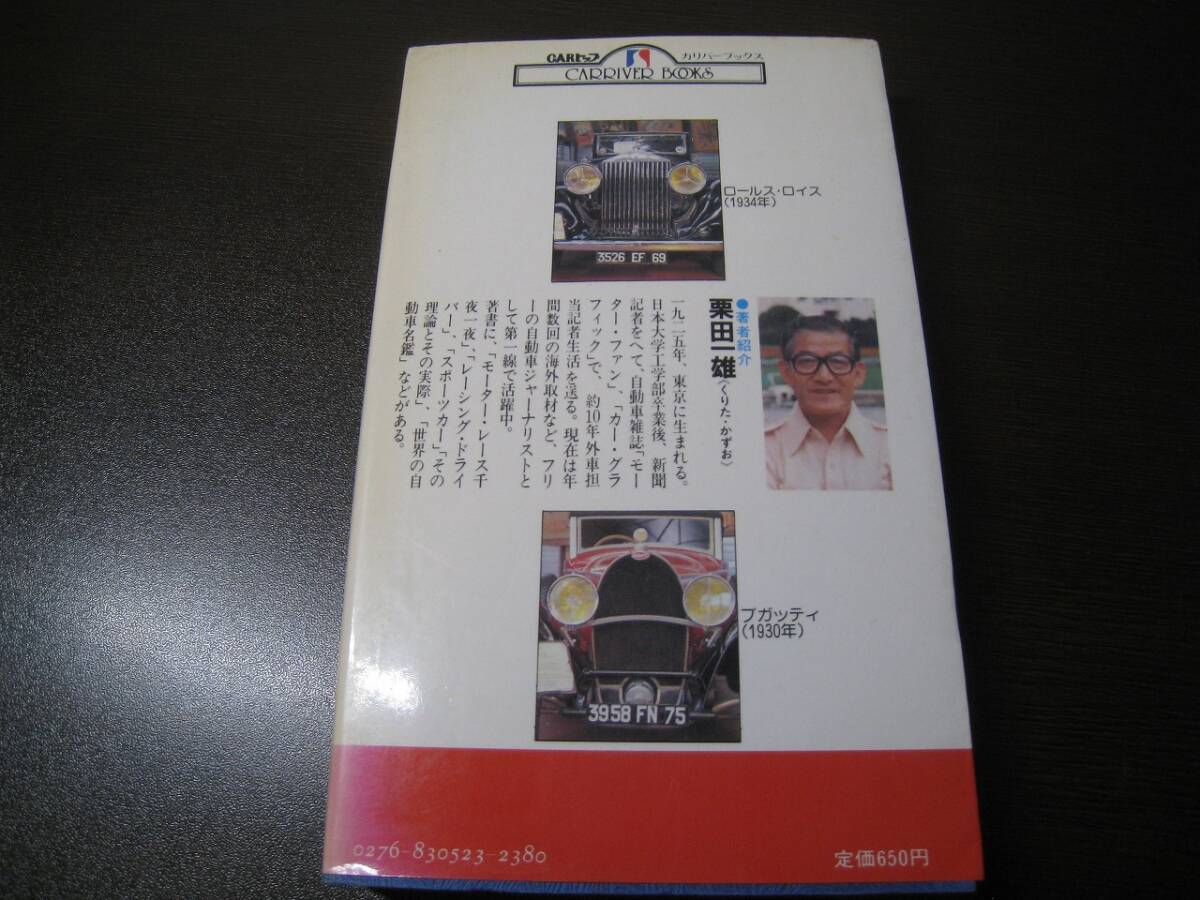 CARトップ
カリバーブックス
CARRIVER BOOKS
ロールス・ロイス
(1934年)
3526 EF 69
●著者紹介
栗田一雄〈くりた・かずお〉
一九二五年、東京に生まれる。
日本大学工学部卒業後、新聞
記者をへて、自動車雑誌「モー
ター・ファン」、「カー・グラ
フィック」で、約10年外車担
当記者生活を送る。現在は年
間数回の海外取材など、フリ
ーの自動車ジャーナリストと
して第一線で活躍中。
著書に、「モーター・レース千
夜一夜」、「レーシング・ドライ
バー」、「スポーツカー」「その
理論とその実際」、「世界の自
動車名鑑」などがある。
ブガッティ
(1930年)
3958 FN 75
0276-830523-2380
定価650円